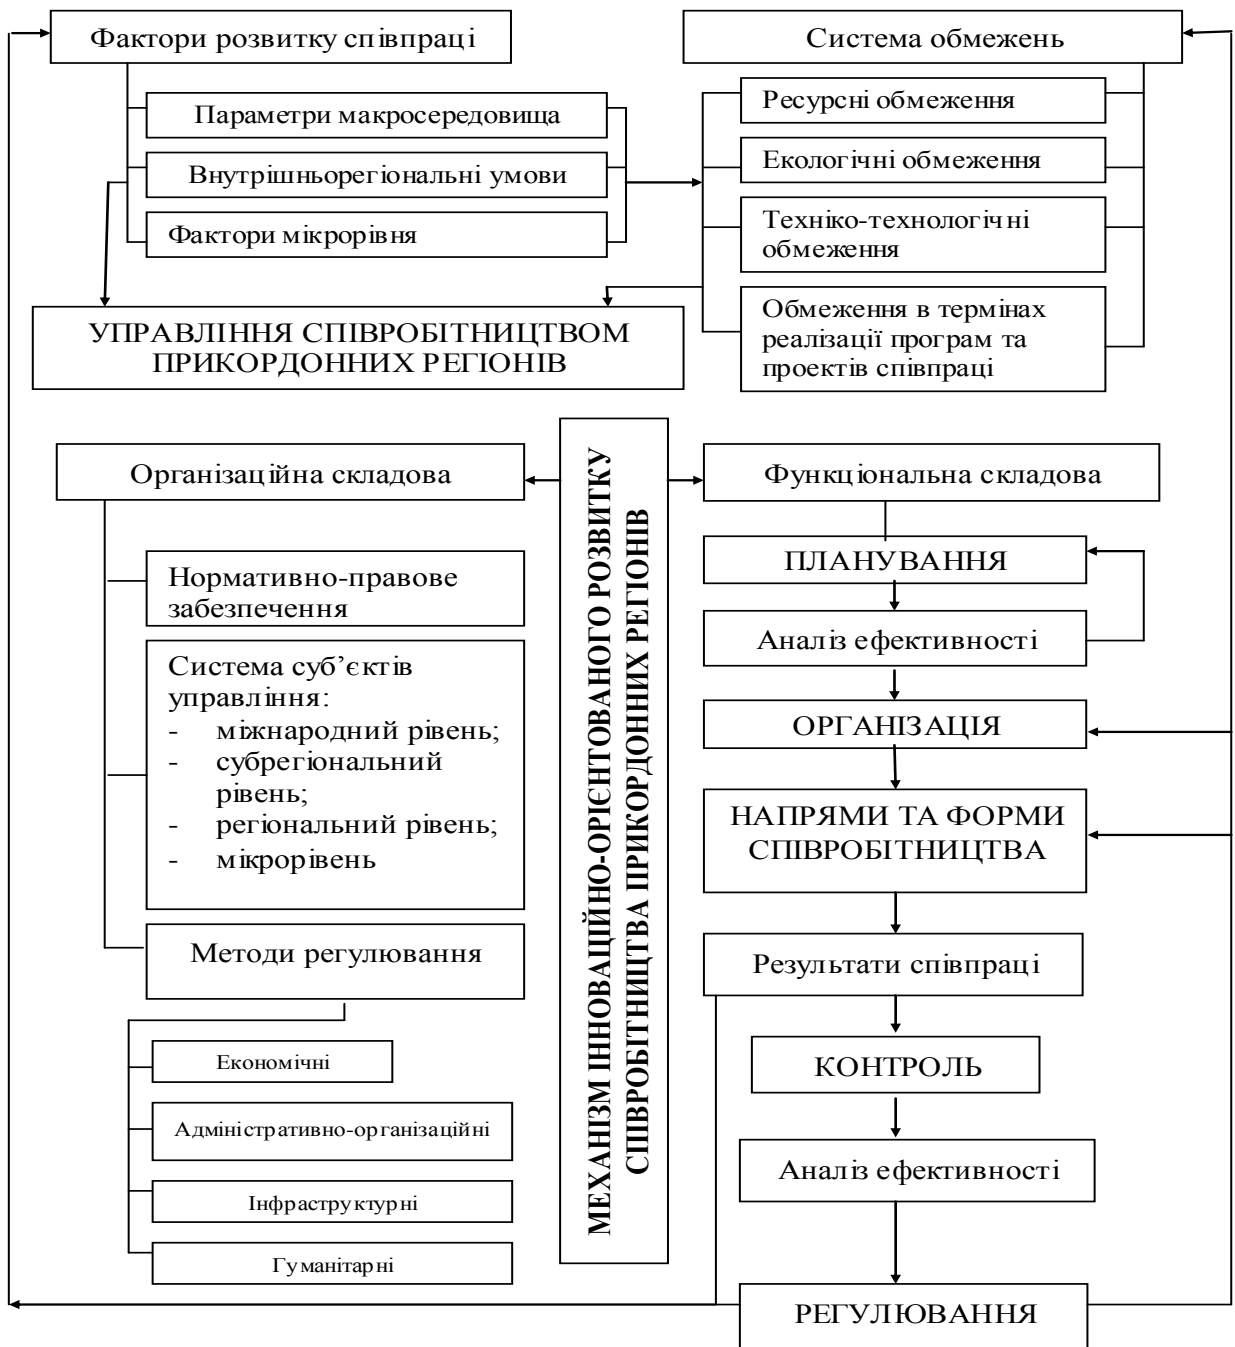 Фактори розвитку співпраці
Система обмежень
Параметри макросередовища
Внутрішньорегіональні умови
Фактори мікрорівня
Ресурсні обмеження
Екологічні обмеження
Техніко-технологічні
обмеження
Обмеження в термінах
реалізації програм та
проектів співпраці
УПРАВЛІННЯ СПІВРОБІТНИЦТВОМ
ПРИКОРДОННИХ РЕГІОНІВ
МЕХАНІЗМ ІННОВАЦІЙНО-ОРІЄНТОВАНОГО РОЗВИТКУ
СПІВРОБІТНИЦТВА ПРИКОРДОННИХ РЕГІОНІВ
Організаційна складова
Нормативно-правове
забезпечення
Система суб’єктів
управління:
- міжнародний рівень;
- субрегіональний
рівень;
- регіональний рівень;
- мікрорівень
Методи регулювання
Економічні
Адміністративно-організаційні
Інфраструктурні
Гуманітарні
Функціональна складова
ПЛАНУВАННЯ
Аналіз ефективності
ОРГАНІЗАЦІЯ
НАПРЯМИ ТА ФОРМИ
СПІВРОБІТНИЦТВА
Результати співпраці
КОНТРОЛЬ
Аналіз ефективності
РЕГУЛЮВАННЯ